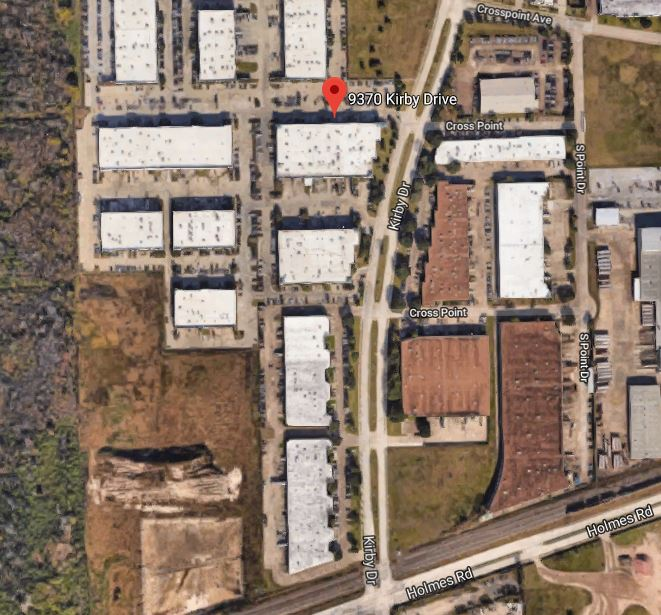 Crosspoint Ave
9370 Kirby Drive
Cross Point
S Point Dr
Kirby Dr
Cross Point
S Point Dr
Holmes Rd
Kirby Dr
Holmes Rd